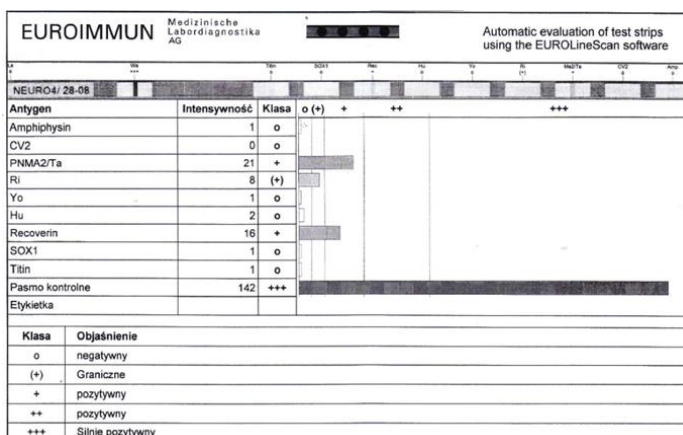 EUROIMMUN Medizinische Labordiagnostika AG
Automatic evaluation of test strips
using the EUROLineScan software
Titin SOX1 Rec Hu Yo Ri Ma2/Ta CV2 Amp
(+)
NEURO4/ 28-08
Antygen Intensywność Klasa o (+) + ++ +++
Amphiphysin 1 o
CV2 0 o
PNMA2/Ta 21 +
Ri 8 (+)
Yo 1 o
Hu 2 o
Recoverin 16 +
SOX1 1 o
Titin 1 o
Pasmo kontrolne 142 +++
Etykietka
Klasa Objaśnienie
o negatywny
(+) Graniczne
+ pozytywny
++ pozytywny
+++ Silnie pozytywny